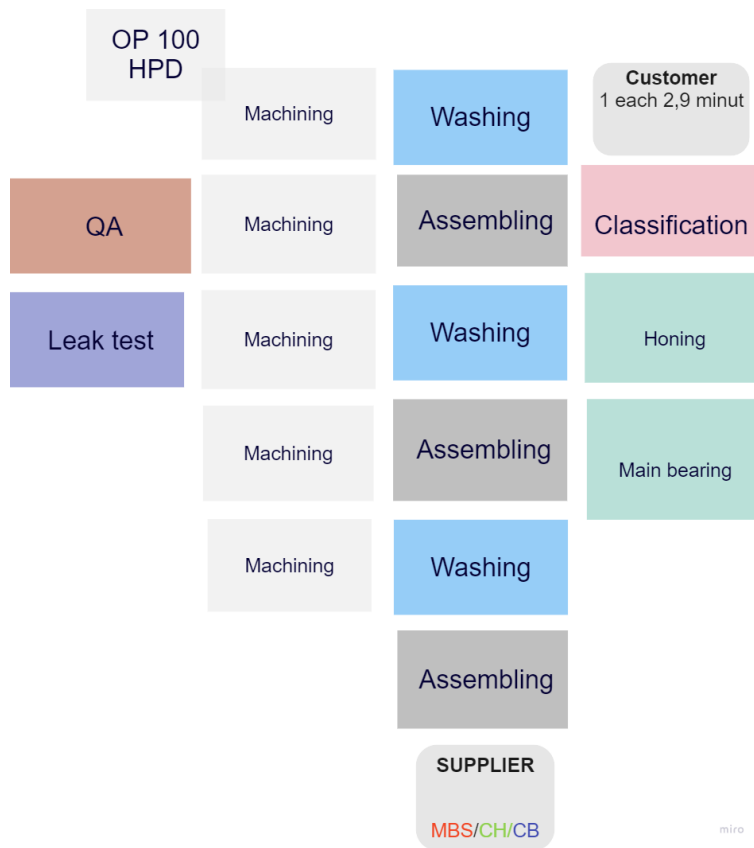 OP 100
HPD
Machining
Washing
Customer
1 each 2,9 minut
QA
Machining
Assembling
Classification
Leak test
Machining
Washing
Honing
Machining
Assembling
Main bearing
Machining
Washing
Assembling
SUPPLIER
MBS/CH/CB
miro